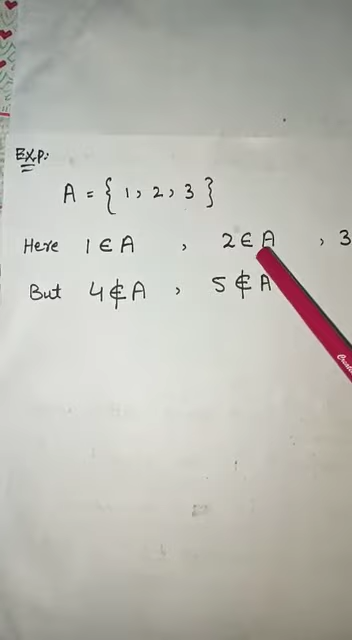 Exp:
A = { 1, 2, 3 }
Here 1 ∈ A , 2 ∈ A , 3
But 4 ∉ A , 5 ∉ A